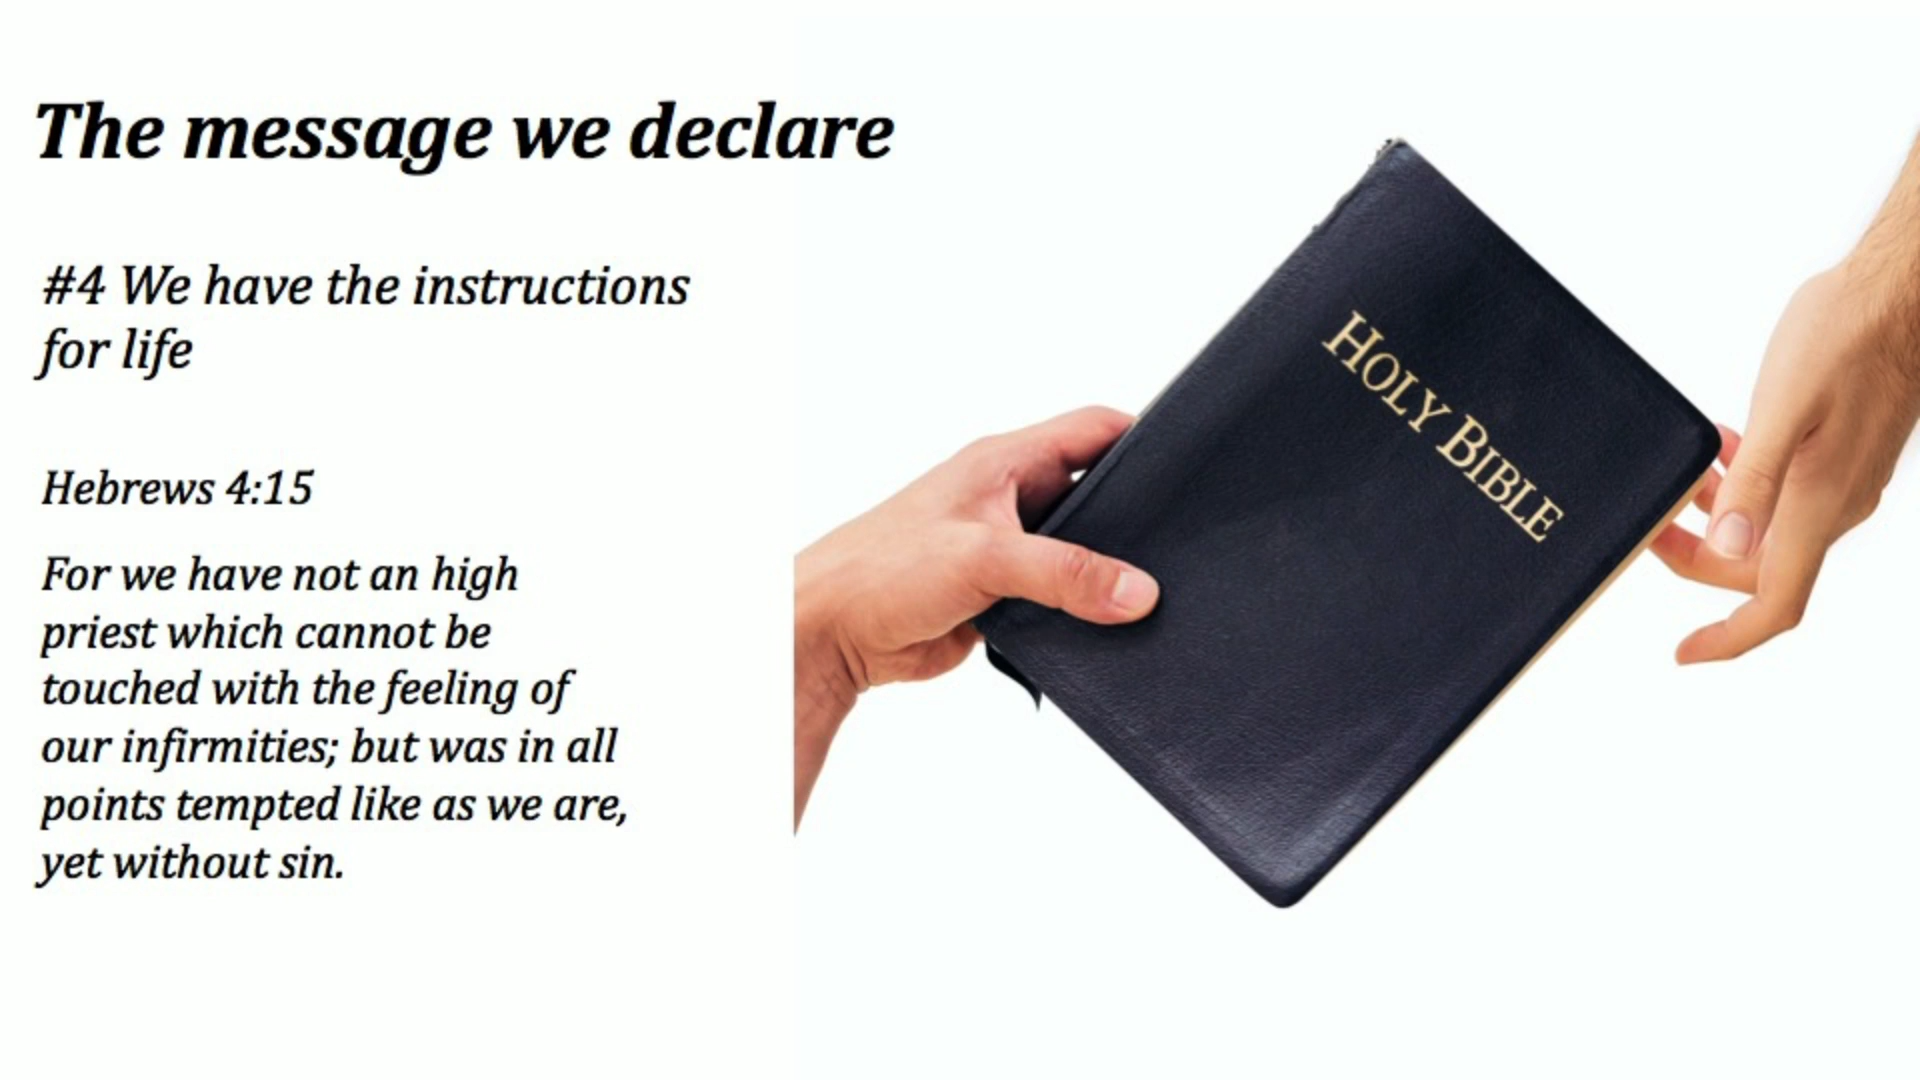 The message we declare
#4 We have the instructions
for life
Hebrews 4:15
For we have not an high
priest which cannot be
touched with the feeling of
our infirmities; but was in all
points tempted like as we are,
yet without sin.
HOLY BIBLE